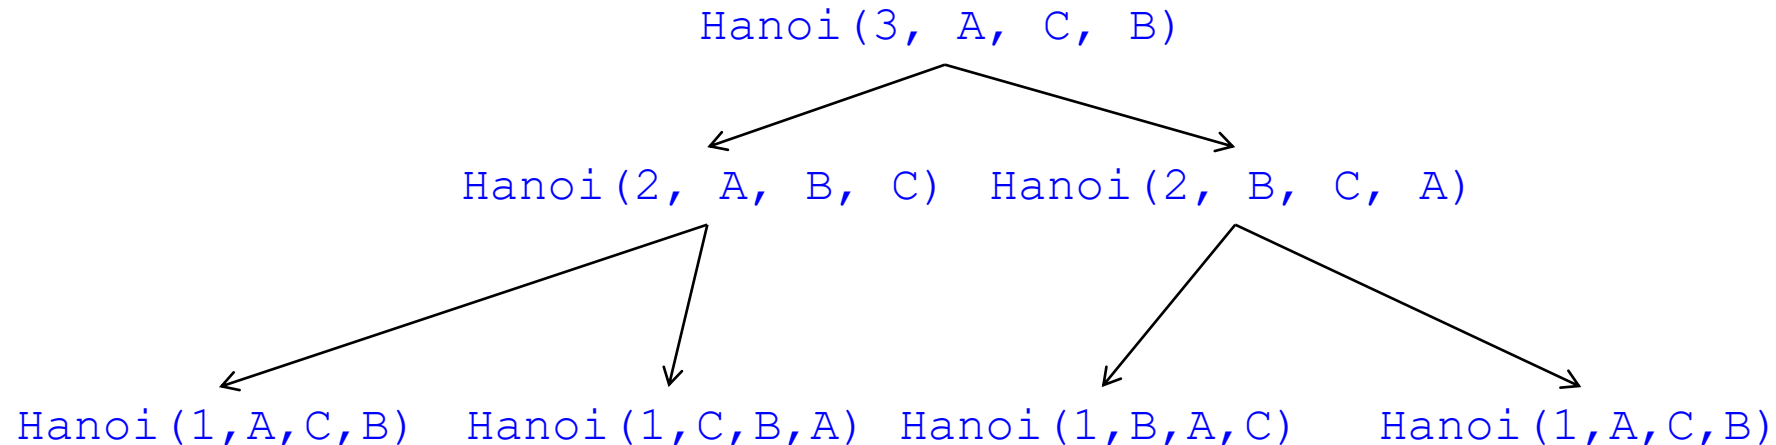 Hanoi(3, A, C, B)
Hanoi(2, A, B, C) Hanoi(2, B, C, A)
Hanoi(1,A,C,B) Hanoi(1,C,B,A) Hanoi(1,B,A,C) Hanoi(1,A,C,B)